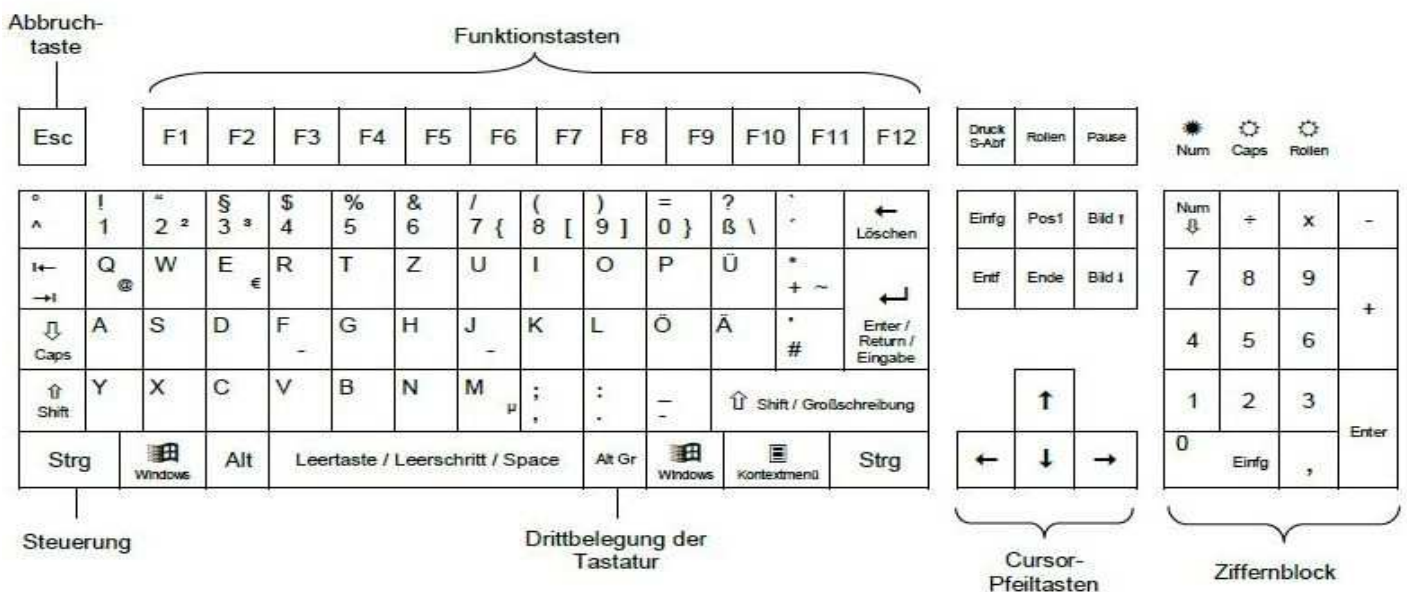 Abbruch-
taste
Funktionstasten
Esc F1 F2 F3 F4 F5 F6 F7 F8 F9 F10 F11 F12 Druck Rollen Pause
S-Abf
Num Caps Rollen
° ! " § $ % & / ( ) = ? `
^ 1 2 ² 3 ³ 4 5 6 7 { 8 [ 9 ] 0 } ß \ ´ ←
Löschen
Einfg Pos1 Bild ↑
Num ÷ x -
⇩
I← Q @ W E € R T Z U I O P Ü *
→I + ~
↵
Entf Ende Bild ↓
7 8 9 +
⇩ A S D F - G H J - K L Ö Ä '
Caps #
Enter /
Return /
Eingabe
4 5 6
⇧ Y X C V B N M µ ; : _ ⇧ Shift / Großschreibung
Shift , . -
↑
1 2 3 Enter
Strg Windows Alt Leertaste / Leerschritt / Space Alt Gr Windows Kontextmenü Strg
← ↓ →
0 Einfg ,
Steuerung
Drittbelegung der
Tastatur
Cursor-
Pfeiltasten
Ziffernblock